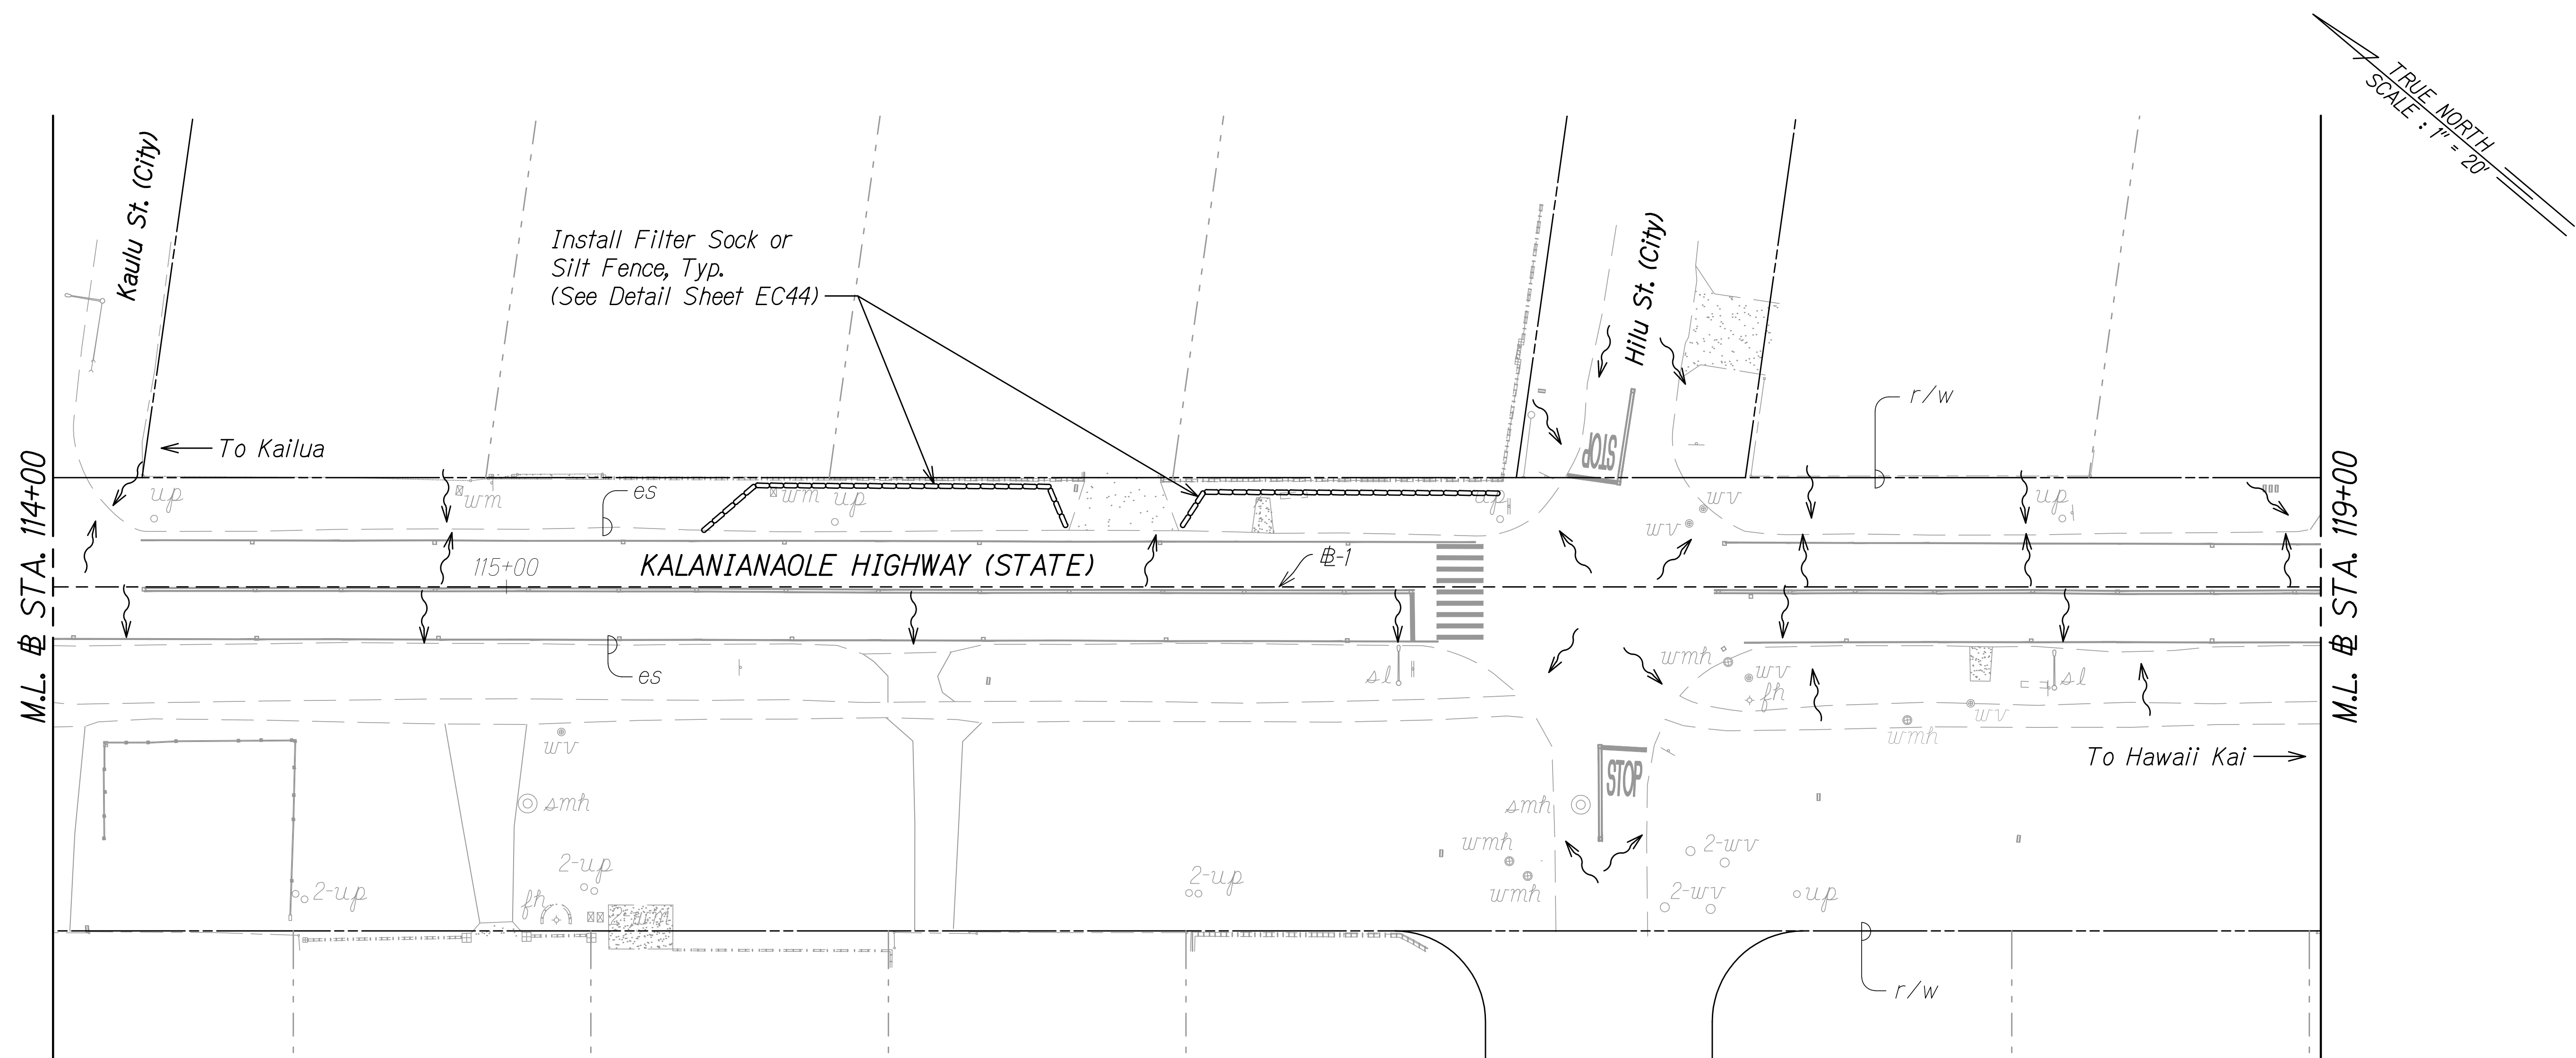 TRUE NORTH
SCALE : 1" = 20'
Kaulu St. (City)
Install Filter Sock or
Silt Fence, Typ.
(See Detail Sheet EC44)
Hilu St. (City)
r/w
To Kailua
STOP
M.L. BL STA. 114+00
M.L. BL STA. 119+00
up
wm
es
wm
up
up
wv
wv
up
115+00
KALANIANAOLE HIGHWAY (STATE)
BL-1
es
sl
wmh
wv
fh
sl
wv
wmh
wv
To Hawaii Kai
STOP
smh
smh
wmh
2-wv
2-up
2-up
fh
2-up
wmh
2-wv
up
r/w